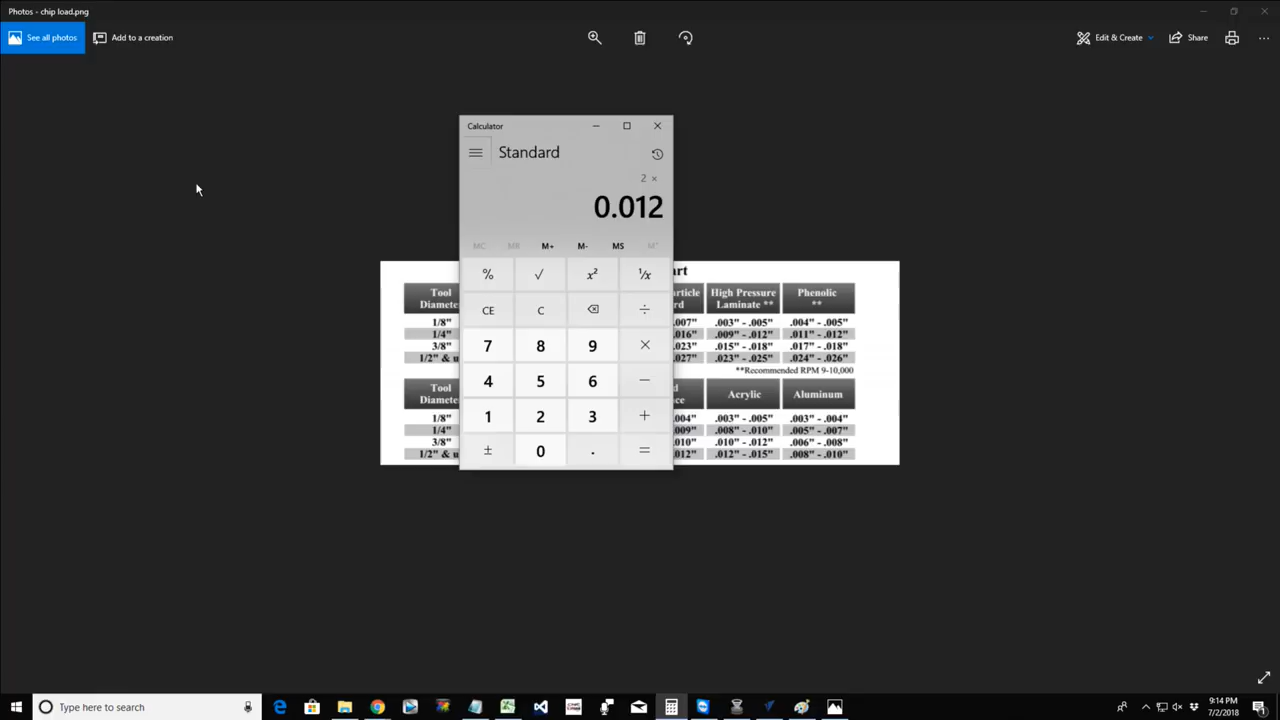 Photos - chip load.png
See all photos
Add to a creation
Edit & Create
Share
Calculator
Standard
2 ×
0.012
MC MR M+ M- MS M˅
% √ x² ¹/x
CE C ÷
7 8 9 ×
4 5 6 −
1 2 3 +
± 0 . =
art
Tool Diamete
article rd
High Pressure Laminate **
Phenolic **
1/8" .007" .003" - .005" .004" - .005"
1/4" .016" .009" - .012" .011" - .012"
3/8" .023" .015" - .018" .017" - .018"
1/2" & u .027" .023" - .025" .024" - .026"
**Recommended RPM 9-10,000
Tool Diamete
d ce
Acrylic
Aluminum
1/8" .004" .003" - .005" .003" - .004"
1/4" .009" .008" - .010" .005" - .007"
3/8" .010" .010" - .012" .006" - .008"
1/2" & u .012" .012" - .015" .008" - .010"
Type here to search
9:14 PM
7/2/2018